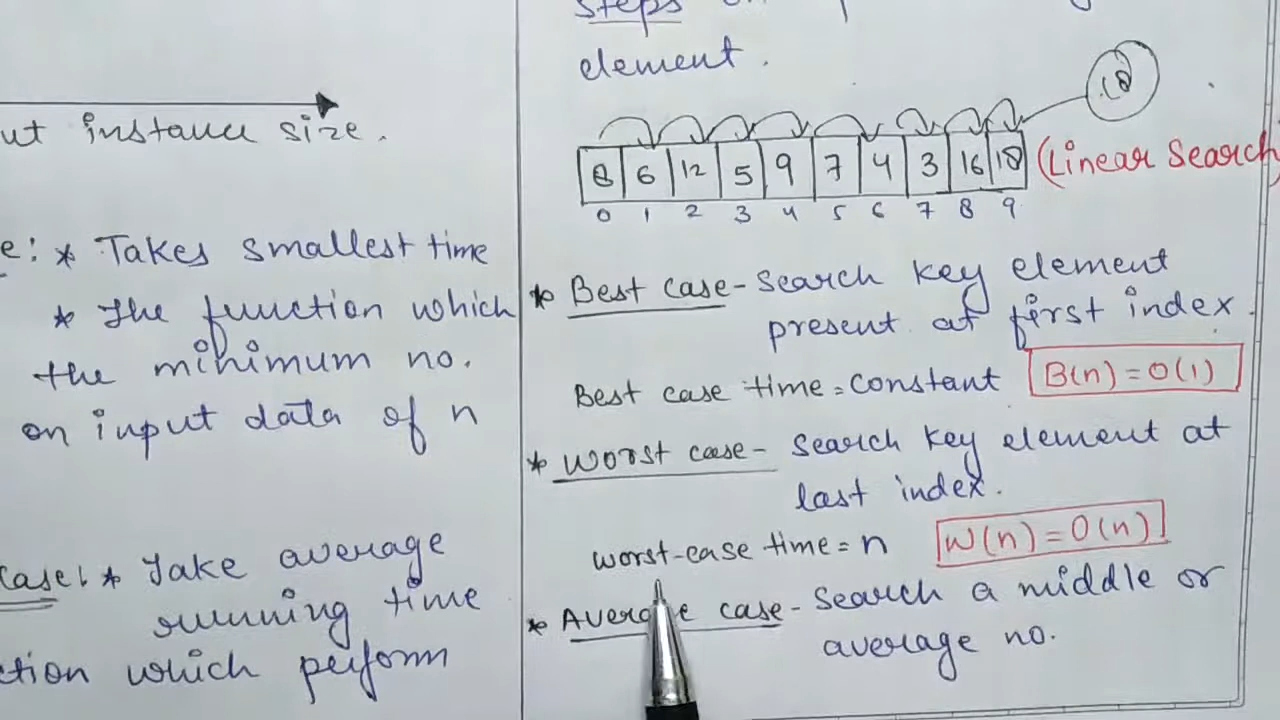 ut instance size.
e: * Takes smallest time
* the function which
the minimum no.
on input data of n
case: * Take average
running time
ction which perform
steps
element.
18
8 6 12 5 9 7 4 3 16 18 (Linear Search
0 1 2 3 4 5 6 7 8 9
* Best case - Search key element
present at first index.
Best case time = constant B(n) = O(1)
* Worst case - Search key element at
last index.
worst-case time = n W(n) = O(n)
* Average case - Search a middle or
average no.